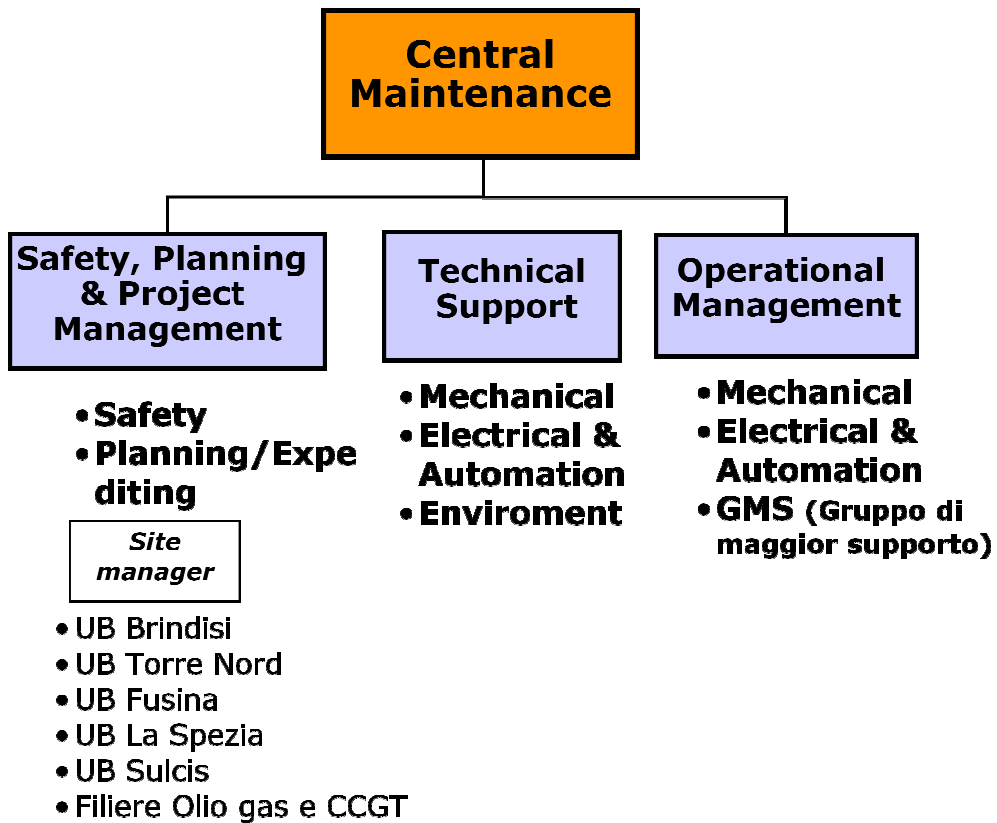 Central
Maintenance
Safety, Planning
& Project
Management
•Safety
•Planning/Expe
diting
Site
manager
•UB Brindisi
•UB Torre Nord
•UB Fusina
•UB La Spezia
•UB Sulcis
•Filiere Olio gas e CCGT
Technical
Support
•Mechanical
•Electrical &
Automation
•Enviroment
Operational
Management
•Mechanical
•Electrical &
Automation
•GMS (Gruppo di
maggior supporto)